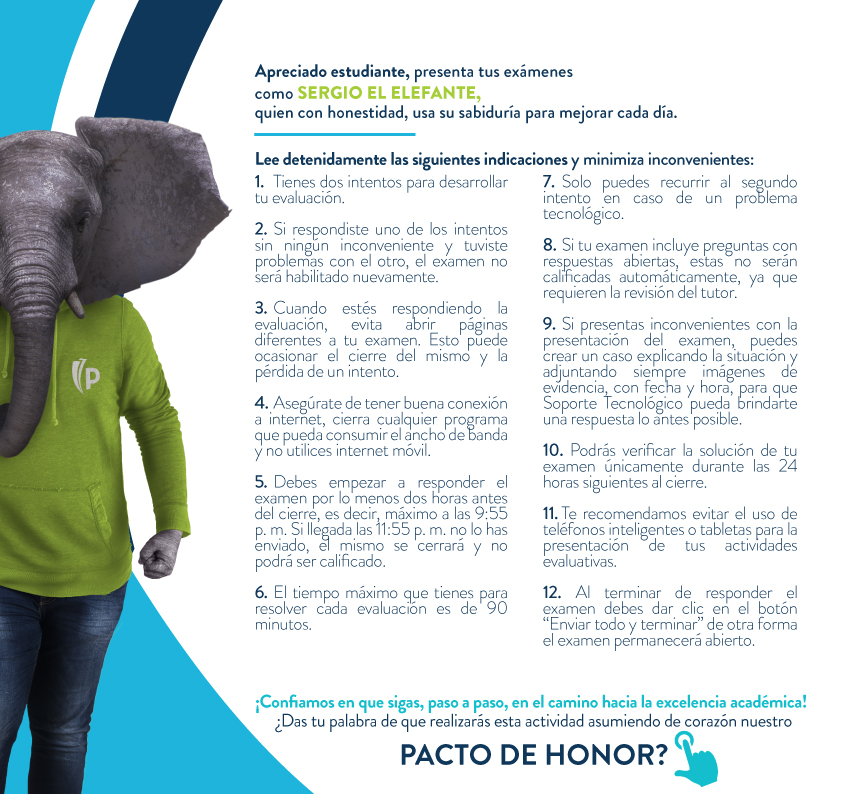 Apreciado estudiante, presenta tus exámenes
como SERGIO EL ELEFANTE,
quien con honestidad, usa su sabiduría para mejorar cada día.
Lee detenidamente las siguientes indicaciones y minimiza inconvenientes:
1. Tienes dos intentos para desarrollar
tu evaluación.
2. Si respondiste uno de los intentos
sin ningún inconveniente y tuviste
problemas con el otro, el examen no
será habilitado nuevamente.
3. Cuando estés respondiendo la
evaluación, evita abrir páginas
diferentes a tu examen. Esto puede
ocasionar el cierre del mismo y la
pérdida de un intento.
4. Asegúrate de tener buena conexión
a internet, cierra cualquier programa
que pueda consumir el ancho de banda
y no utilices internet móvil.
5. Debes empezar a responder el
examen por lo menos dos horas antes
del cierre, es decir, máximo a las 9:55
p. m. Si llegada las 11:55 p. m. no lo has
enviado, el mismo se cerrará y no
podrá ser calificado.
6. El tiempo máximo que tienes para
resolver cada evaluación es de 90
minutos.
7. Solo puedes recurrir al segundo
intento en caso de un problema
tecnológico.
8. Si tu examen incluye preguntas con
respuestas abiertas, estas no serán
calificadas automáticamente, ya que
requieren la revisión del tutor.
9. Si presentas inconvenientes con la
presentación del examen, puedes
crear un caso explicando la situación y
adjuntando siempre imágenes de
evidencia, con fecha y hora, para que
Soporte Tecnológico pueda brindarte
una respuesta lo antes posible.
10. Podrás verificar la solución de tu
examen únicamente durante las 24
horas siguientes al cierre.
11. Te recomendamos evitar el uso de
teléfonos inteligentes o tabletas para la
presentación de tus actividades
evaluativas.
12. Al terminar de responder el
examen debes dar clic en el botón
“Enviar todo y terminar” de otra forma
el examen permanecerá abierto.
¡Confiamos en que sigas, paso a paso, en el camino hacia la excelencia académica!
¿Das tu palabra de que realizarás esta actividad asumiendo de corazón nuestro
PACTO DE HONOR?
P